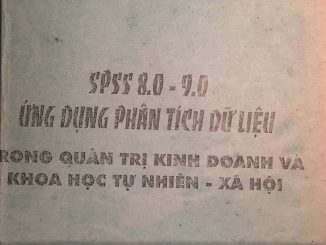 SPSS 8.0 - 9.0
ỨNG DỤNG PHÂN TÍCH DỮ LIỆU
TRONG QUẢN TRỊ KINH DOANH VÀ
KHOA HỌC TỰ NHIÊN - XÃ HỘI